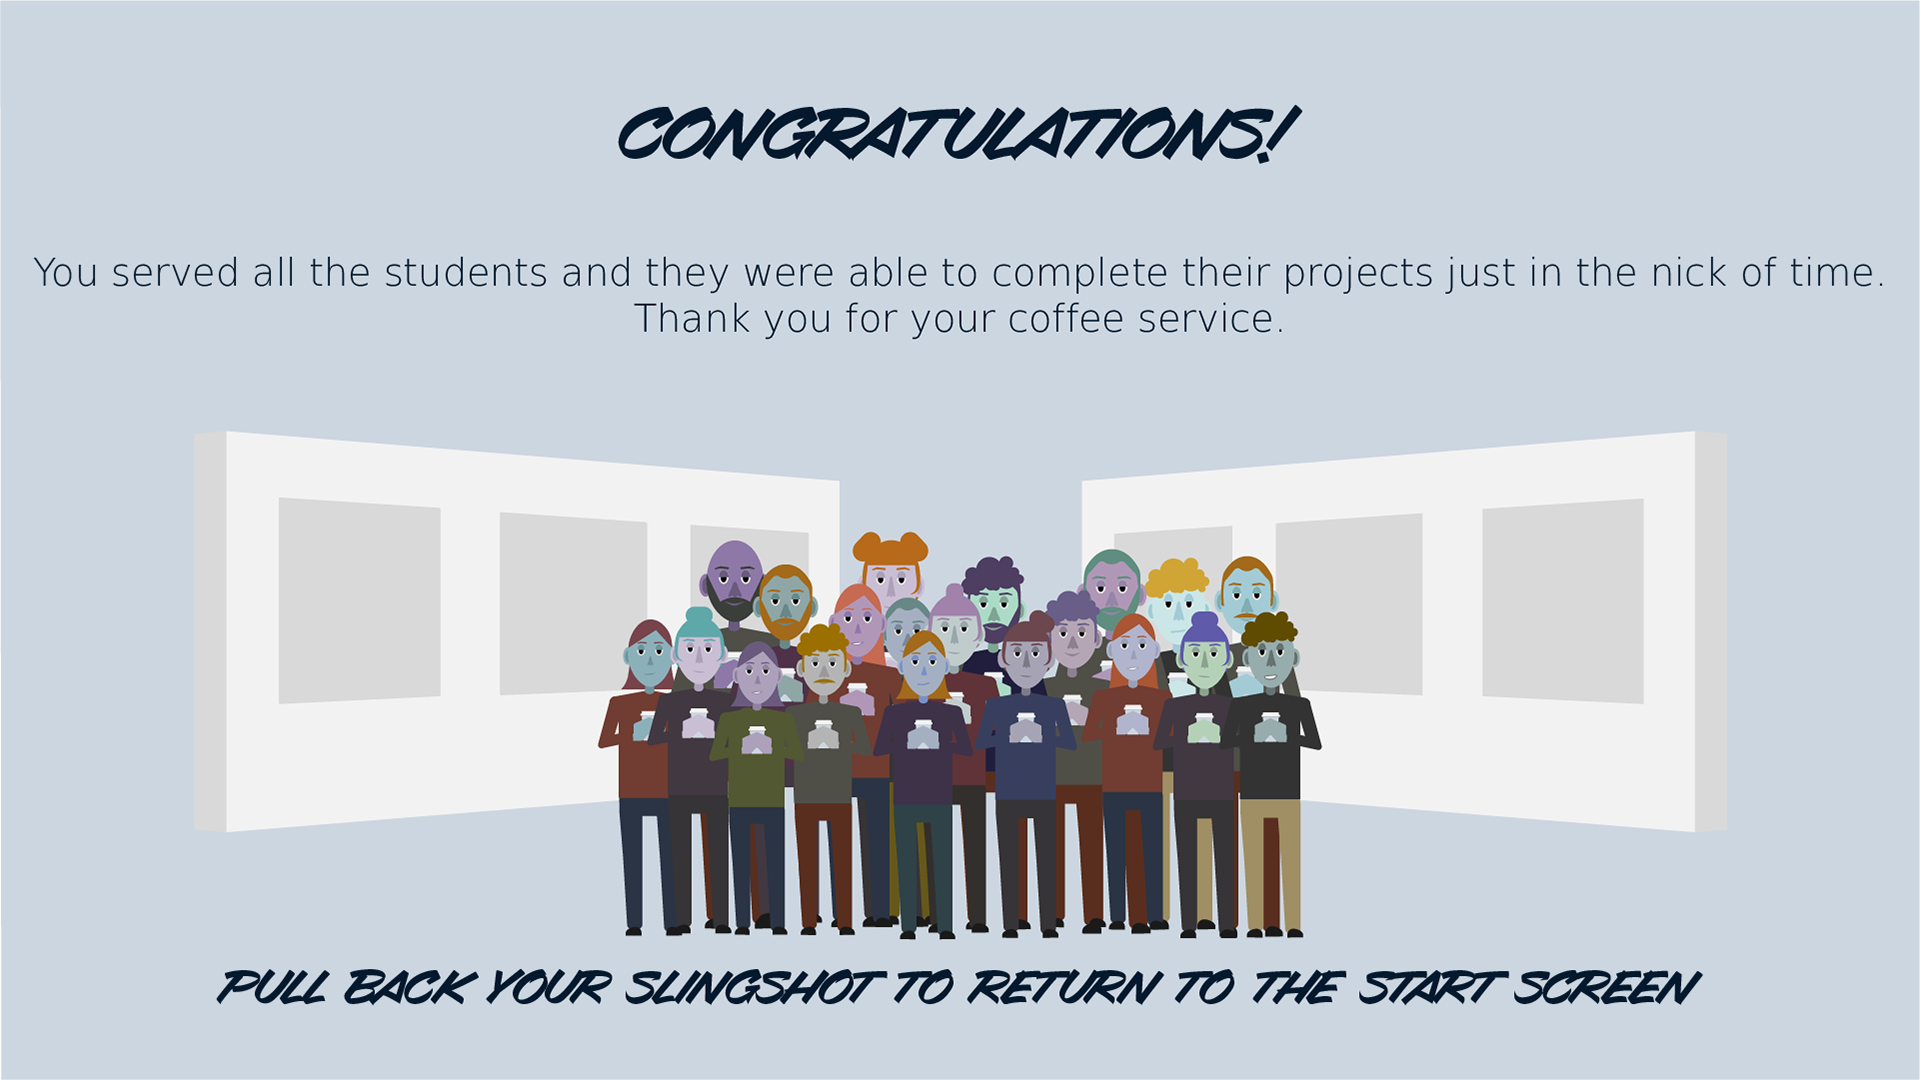 CONGRATULATIONS!
You served all the students and they were able to complete their projects just in the nick of time.
Thank you for your coffee service.
PULL BACK YOUR SLINGSHOT TO RETURN TO THE START SCREEN